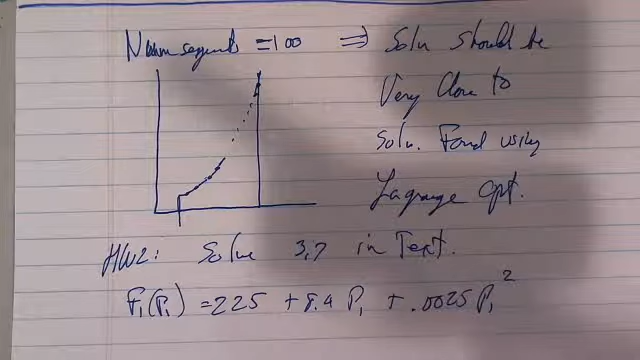 Num segments = 100 ⇒ Soln should be
Very Close to
Soln. Found using
Lagrange opt.
HW2: Solve 3.7 in Text.
F₁(P₁) = 225 + 8.4 P₁ + .0025 P₁²